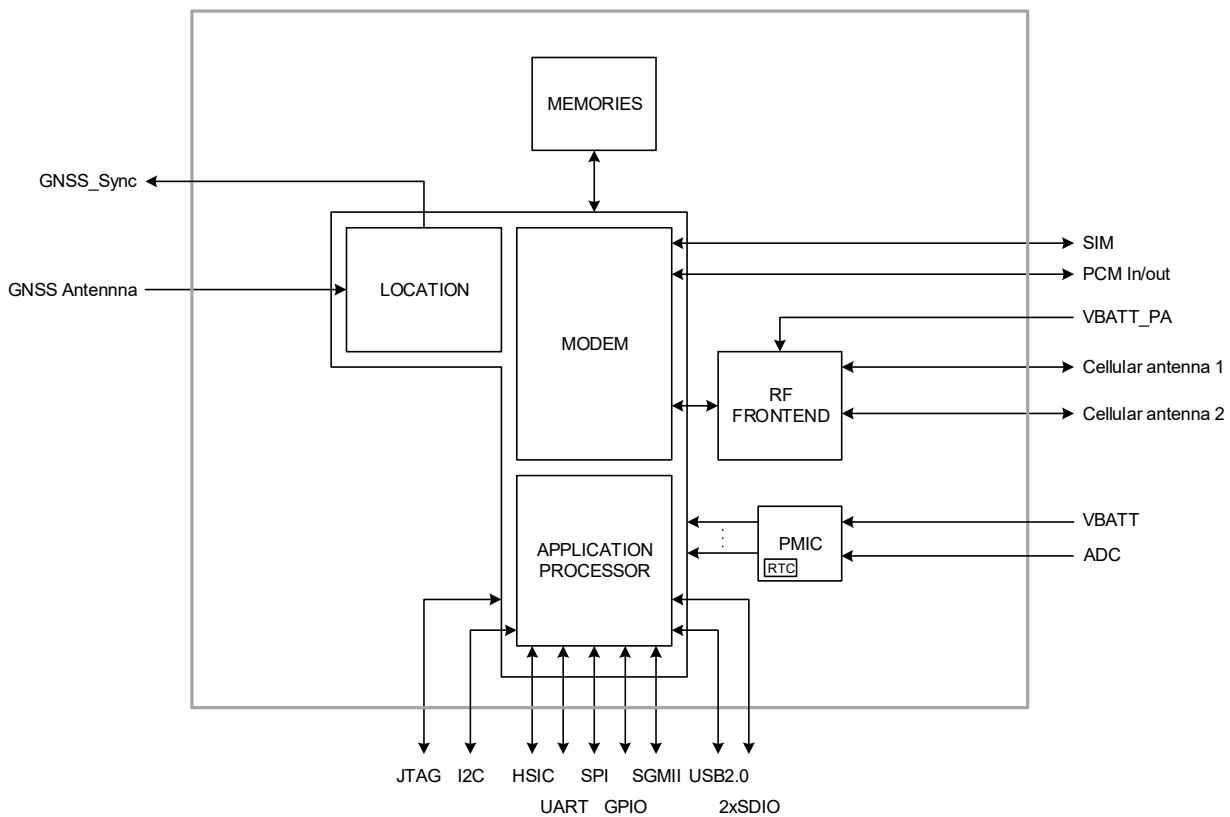 MEMORIES
GNSS_Sync
SIM
LOCATION
GNSS Antennna
PCM In/out
MODEM
VBATT_PA
Cellular antenna 1
RF
FRONTEND
Cellular antenna 2
VBATT
APPLICATION
PROCESSOR
PMIC
ADC
RTC
JTAG I2C HSIC SPI SGMII USB2.0
UART GPIO 2xSDIO